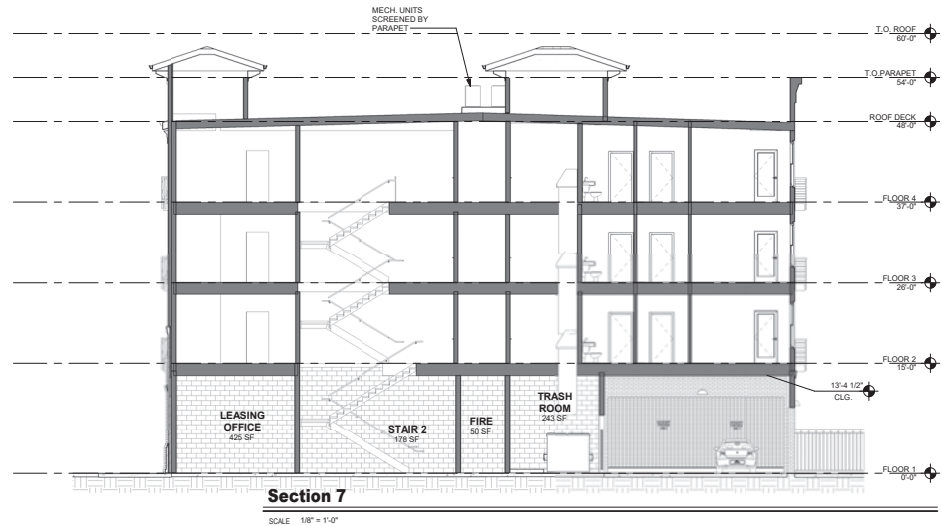 MECH. UNITS
SCREENED BY
PARAPET
T.O. ROOF
60'-0"
T.O.PARAPET
54'-0"
ROOF DECK
48'-0"
FLOOR 4
37'-0"
FLOOR 3
26'-0"
FLOOR 2
15'-0"
13'-4 1/2"
CLG.
LEASING
OFFICE
425 SF
STAIR 2
178 SF
FIRE
50 SF
TRASH
ROOM
243 SF
FLOOR 1
0'-0"
Section 7
SCALE 1/8" = 1'-0"